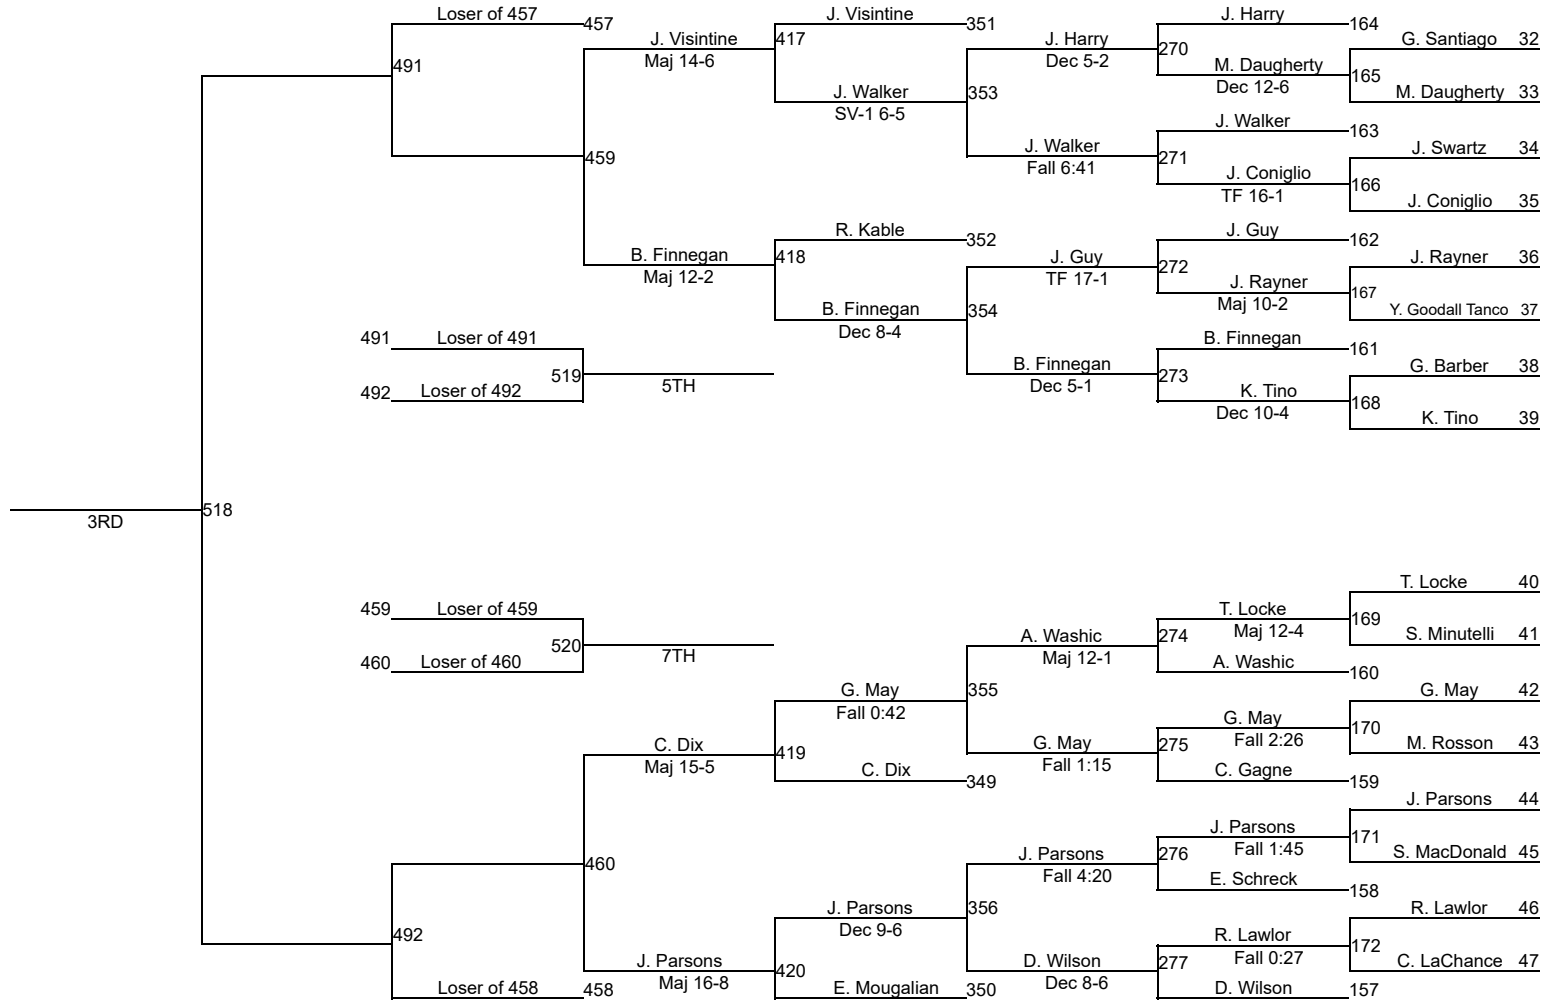 Loser of 457 457 J. Visintine 351 J. Harry 164
J. Visintine 417 J. Harry 270 G. Santiago 32
Maj 14-6 Dec 5-2
491 M. Daugherty 165
Dec 12-6
J. Walker 353 M. Daugherty 33
SV-1 6-5
J. Walker 163
J. Walker 271 J. Swartz 34
Fall 6:41
459
J. Coniglio 166
TF 16-1
J. Coniglio 35
R. Kable 352 J. Guy 162
B. Finnegan 418 J. Guy 272 J. Rayner 36
Maj 12-2 TF 17-1
J. Rayner 167
Maj 10-2
B. Finnegan 354 Y. Goodall Tanco 37
Dec 8-4
491 Loser of 491 B. Finnegan 161
519 5TH B. Finnegan 273 G. Barber 38
Dec 5-1
492 Loser of 492 K. Tino 168
Dec 10-4
K. Tino 39
518
3RD
T. Locke 40
459 Loser of 459 T. Locke 169
Maj 12-4
520 7TH A. Washic 274 S. Minutelli 41
Maj 12-1
460 Loser of 460 A. Washic 160
G. May 355 G. May 42
Fall 0:42
G. May 170
Fall 2:26
C. Dix 419 G. May 275 M. Rosson 43
Maj 15-5 Fall 1:15
C. Dix 349 C. Gagne 159
J. Parsons 44
J. Parsons 171
Fall 1:45
460 J. Parsons 276 S. MacDonald 45
Fall 4:20
E. Schreck 158
J. Parsons 356 R. Lawlor 46
Dec 9-6
492 R. Lawlor 172
Fall 0:27
J. Parsons 420 D. Wilson 277 C. LaChance 47
Maj 16-8 Dec 8-6
Loser of 458 458 E. Mougalian 350 D. Wilson 157